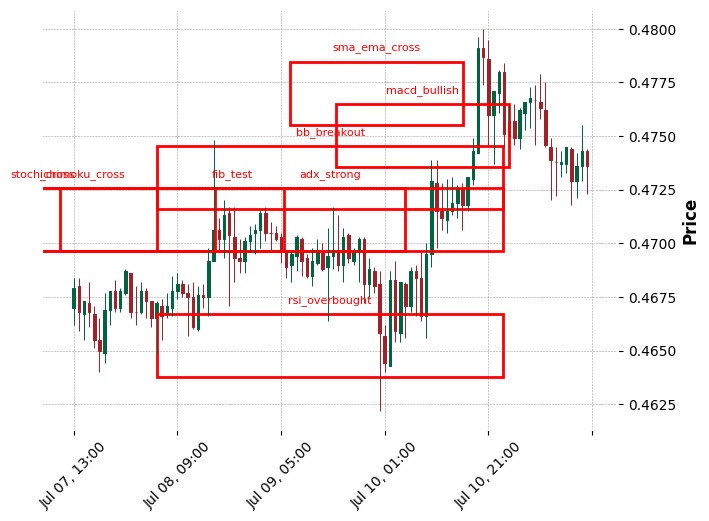 0.4800
sma_ema_cross
0.4775
macd_bullish
bb_breakout
0.4750
fib_test
adx_strong
0.4725
0.4700
Price
rsi_overbought
0.4675
0.4650
0.4625
Jul 07, 13:00
Jul 08, 09:00
Jul 09, 05:00
Jul 10, 01:00
Jul 10, 21:00